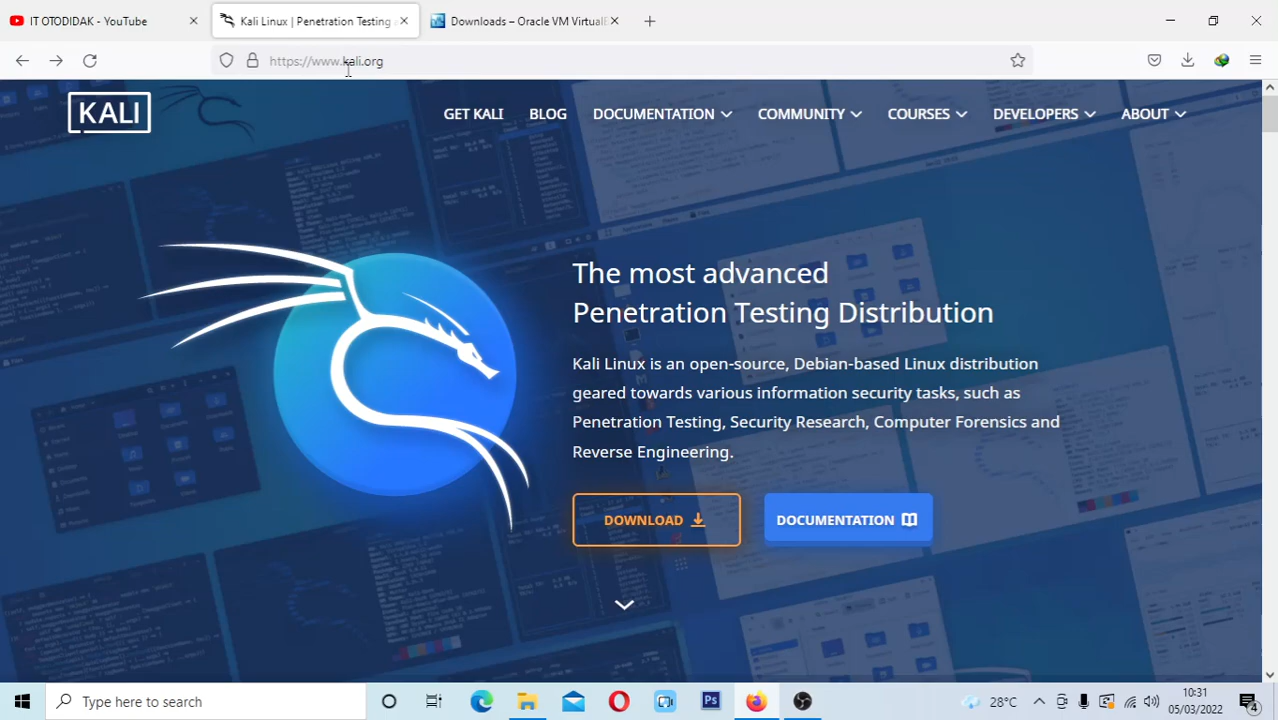 IT OTODIDAK - YouTube
Kali Linux | Penetration Testing
Downloads – Oracle VM Virtual
https://www.kali.org
KALI
GET KALI BLOG DOCUMENTATION COMMUNITY COURSES DEVELOPERS ABOUT
The most advanced
Penetration Testing Distribution
Kali Linux is an open-source, Debian-based Linux distribution
geared towards various information security tasks, such as
Penetration Testing, Security Research, Computer Forensics and
Reverse Engineering.
DOWNLOAD DOCUMENTATION
Type here to search
Ps
28°C
10:31
05/03/2022
4